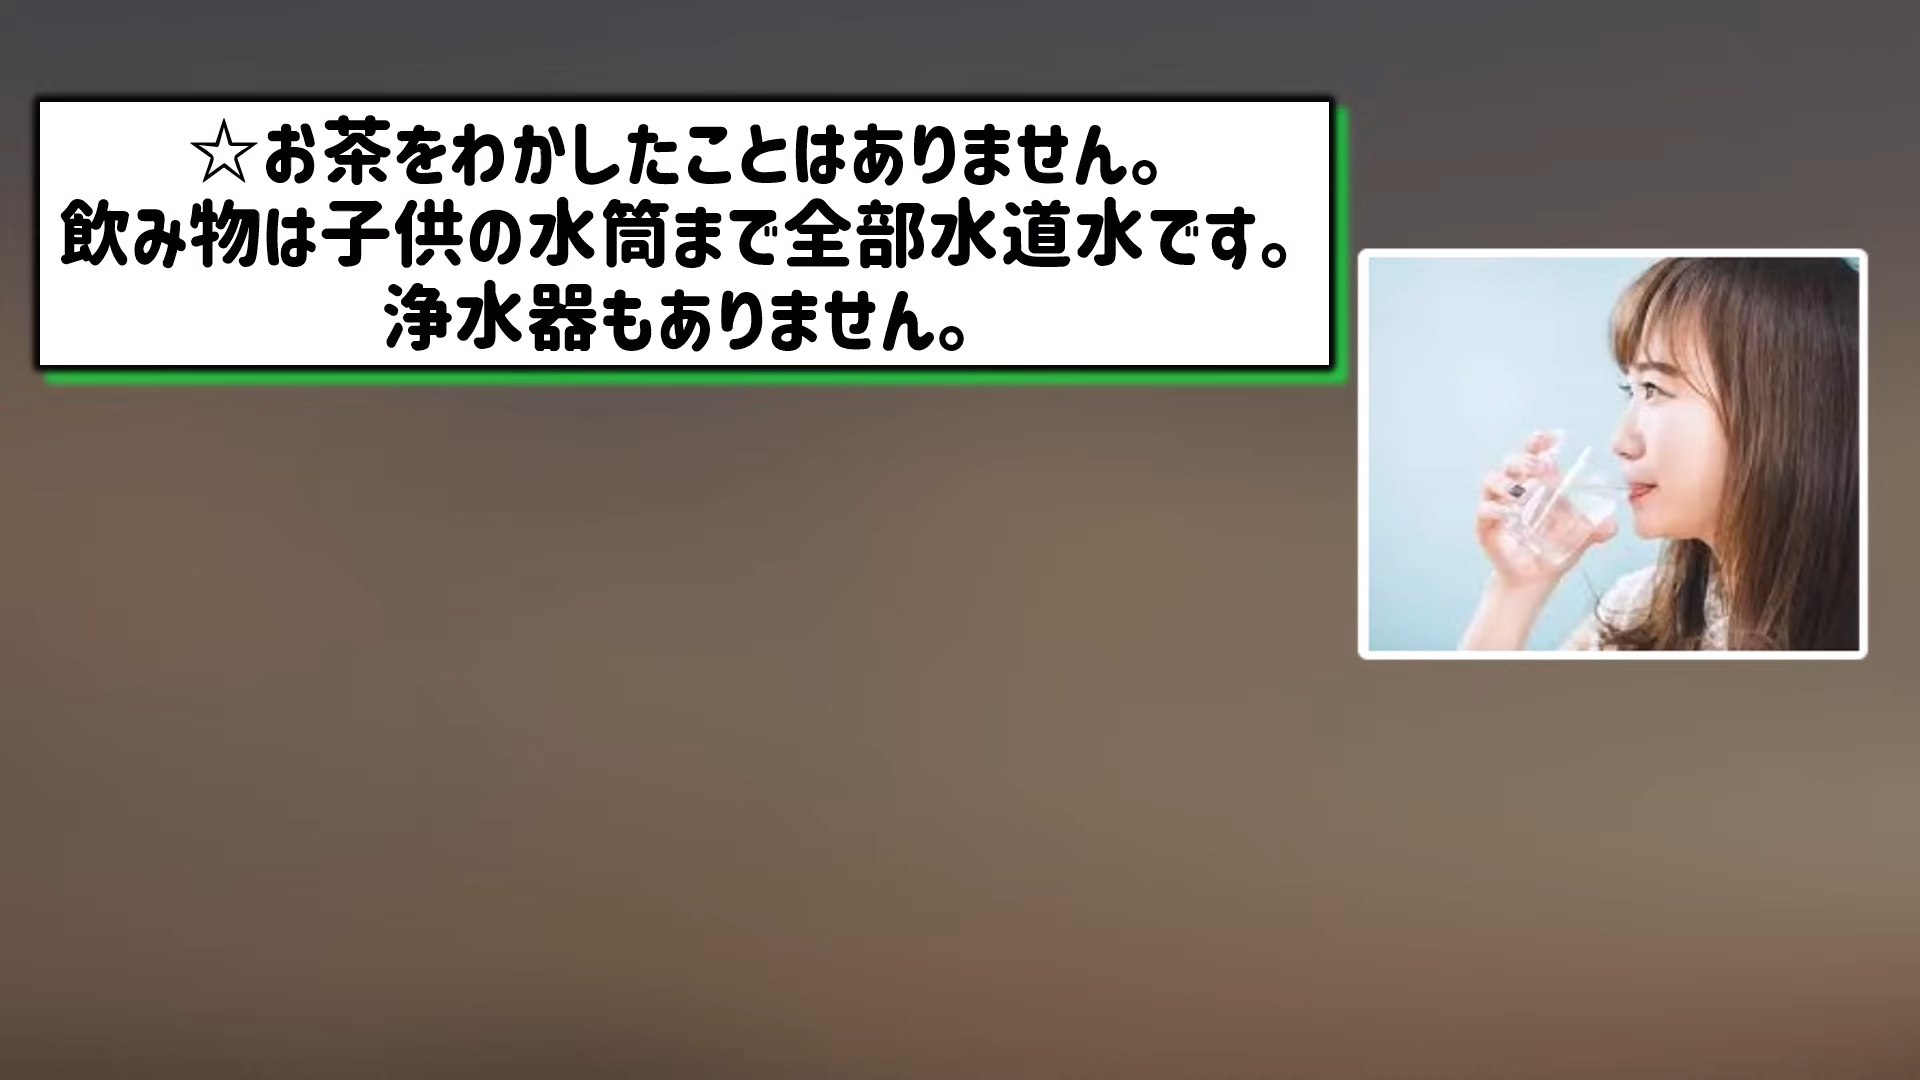 ☆お茶をわかしたことはありません。
飲み物は子供の水筒まで全部水道水です。
浄水器もありません。